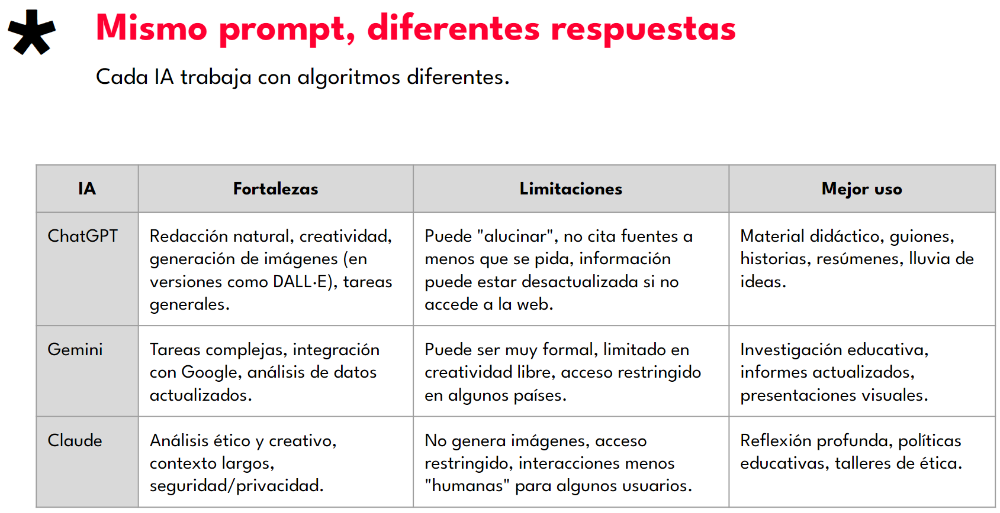 Mismo prompt, diferentes respuestas
Cada IA trabaja con algoritmos diferentes.
IA
Fortalezas
Limitaciones
Mejor uso
ChatGPT
Redacción natural, creatividad,
generación de imágenes (en
versiones como DALL·E), tareas
generales.
Puede "alucinar", no cita fuentes a
menos que se pida, información
puede estar desactualizada si no
accede a la web.
Material didáctico, guiones,
historias, resúmenes, lluvia de
ideas.
Gemini
Tareas complejas, integración
con Google, análisis de datos
actualizados.
Puede ser muy formal, limitado en
creatividad libre, acceso restringido
en algunos países.
Investigación educativa,
informes actualizados,
presentaciones visuales.
Claude
Análisis ético y creativo,
contexto largos,
seguridad/privacidad.
No genera imágenes, acceso
restringido, interacciones menos
"humanas" para algunos usuarios.
Reflexión profunda, políticas
educativas, talleres de ética.